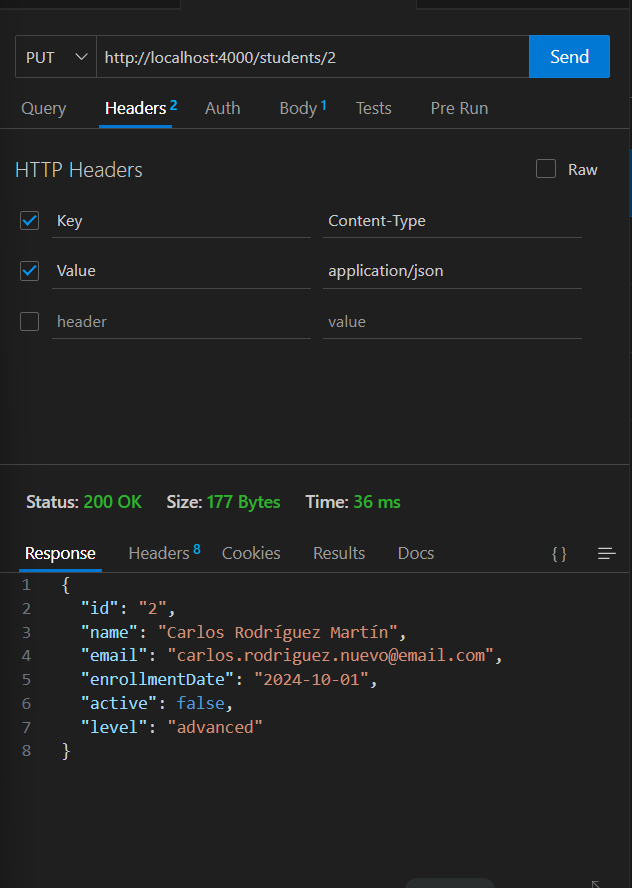 PUT http://localhost:4000/students/2 Send
Query Headers 2 Auth Body 1 Tests Pre Run
HTTP Headers Raw
Key Content-Type
Value application/json
header value
Status: 200 OK Size: 177 Bytes Time: 36 ms
Response Headers 8 Cookies Results Docs {}
1 {
2 "id": "2",
3 "name": "Carlos Rodríguez Martín",
4 "email": "carlos.rodriguez.nuevo@email.com",
5 "enrollmentDate": "2024-10-01",
6 "active": false,
7 "level": "advanced"
8 }